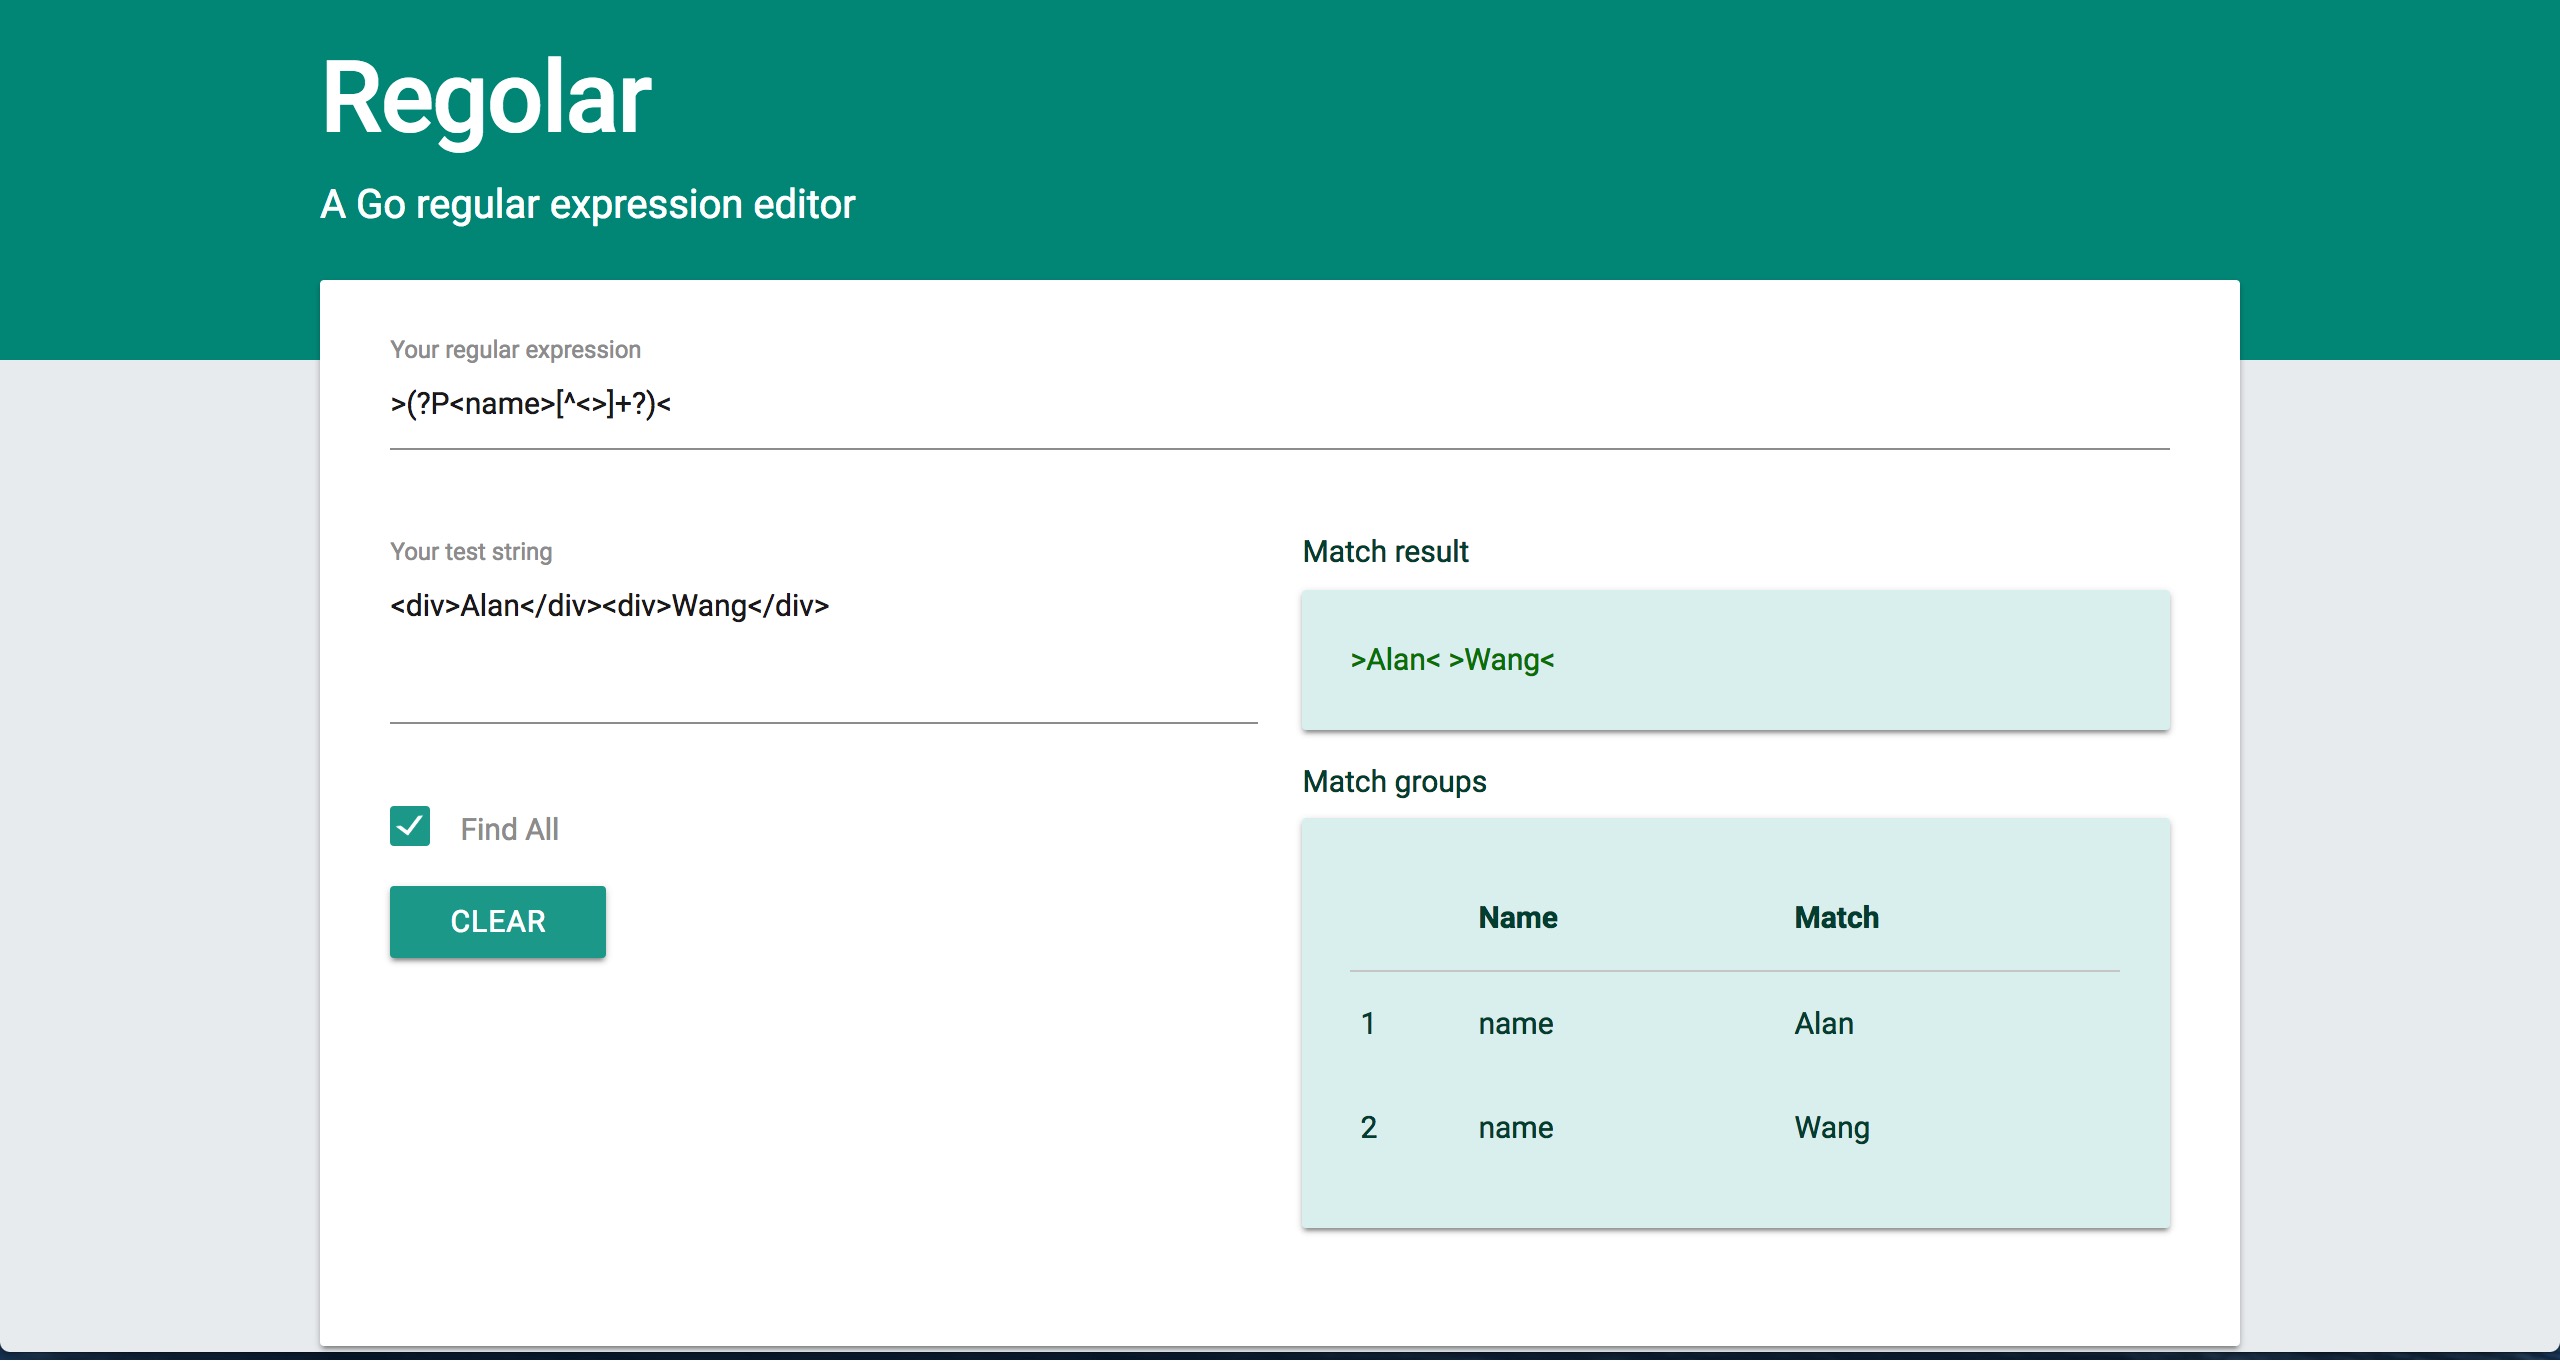 Regolar
A Go regular expression editor
Your regular expression
>(?P<name>[^<>]+?)<
Your test string
<div>Alan</div><div>Wang</div>
Find All
CLEAR
Match result
>Alan< >Wang<
Match groups
Name Match
1 name Alan
2 name Wang